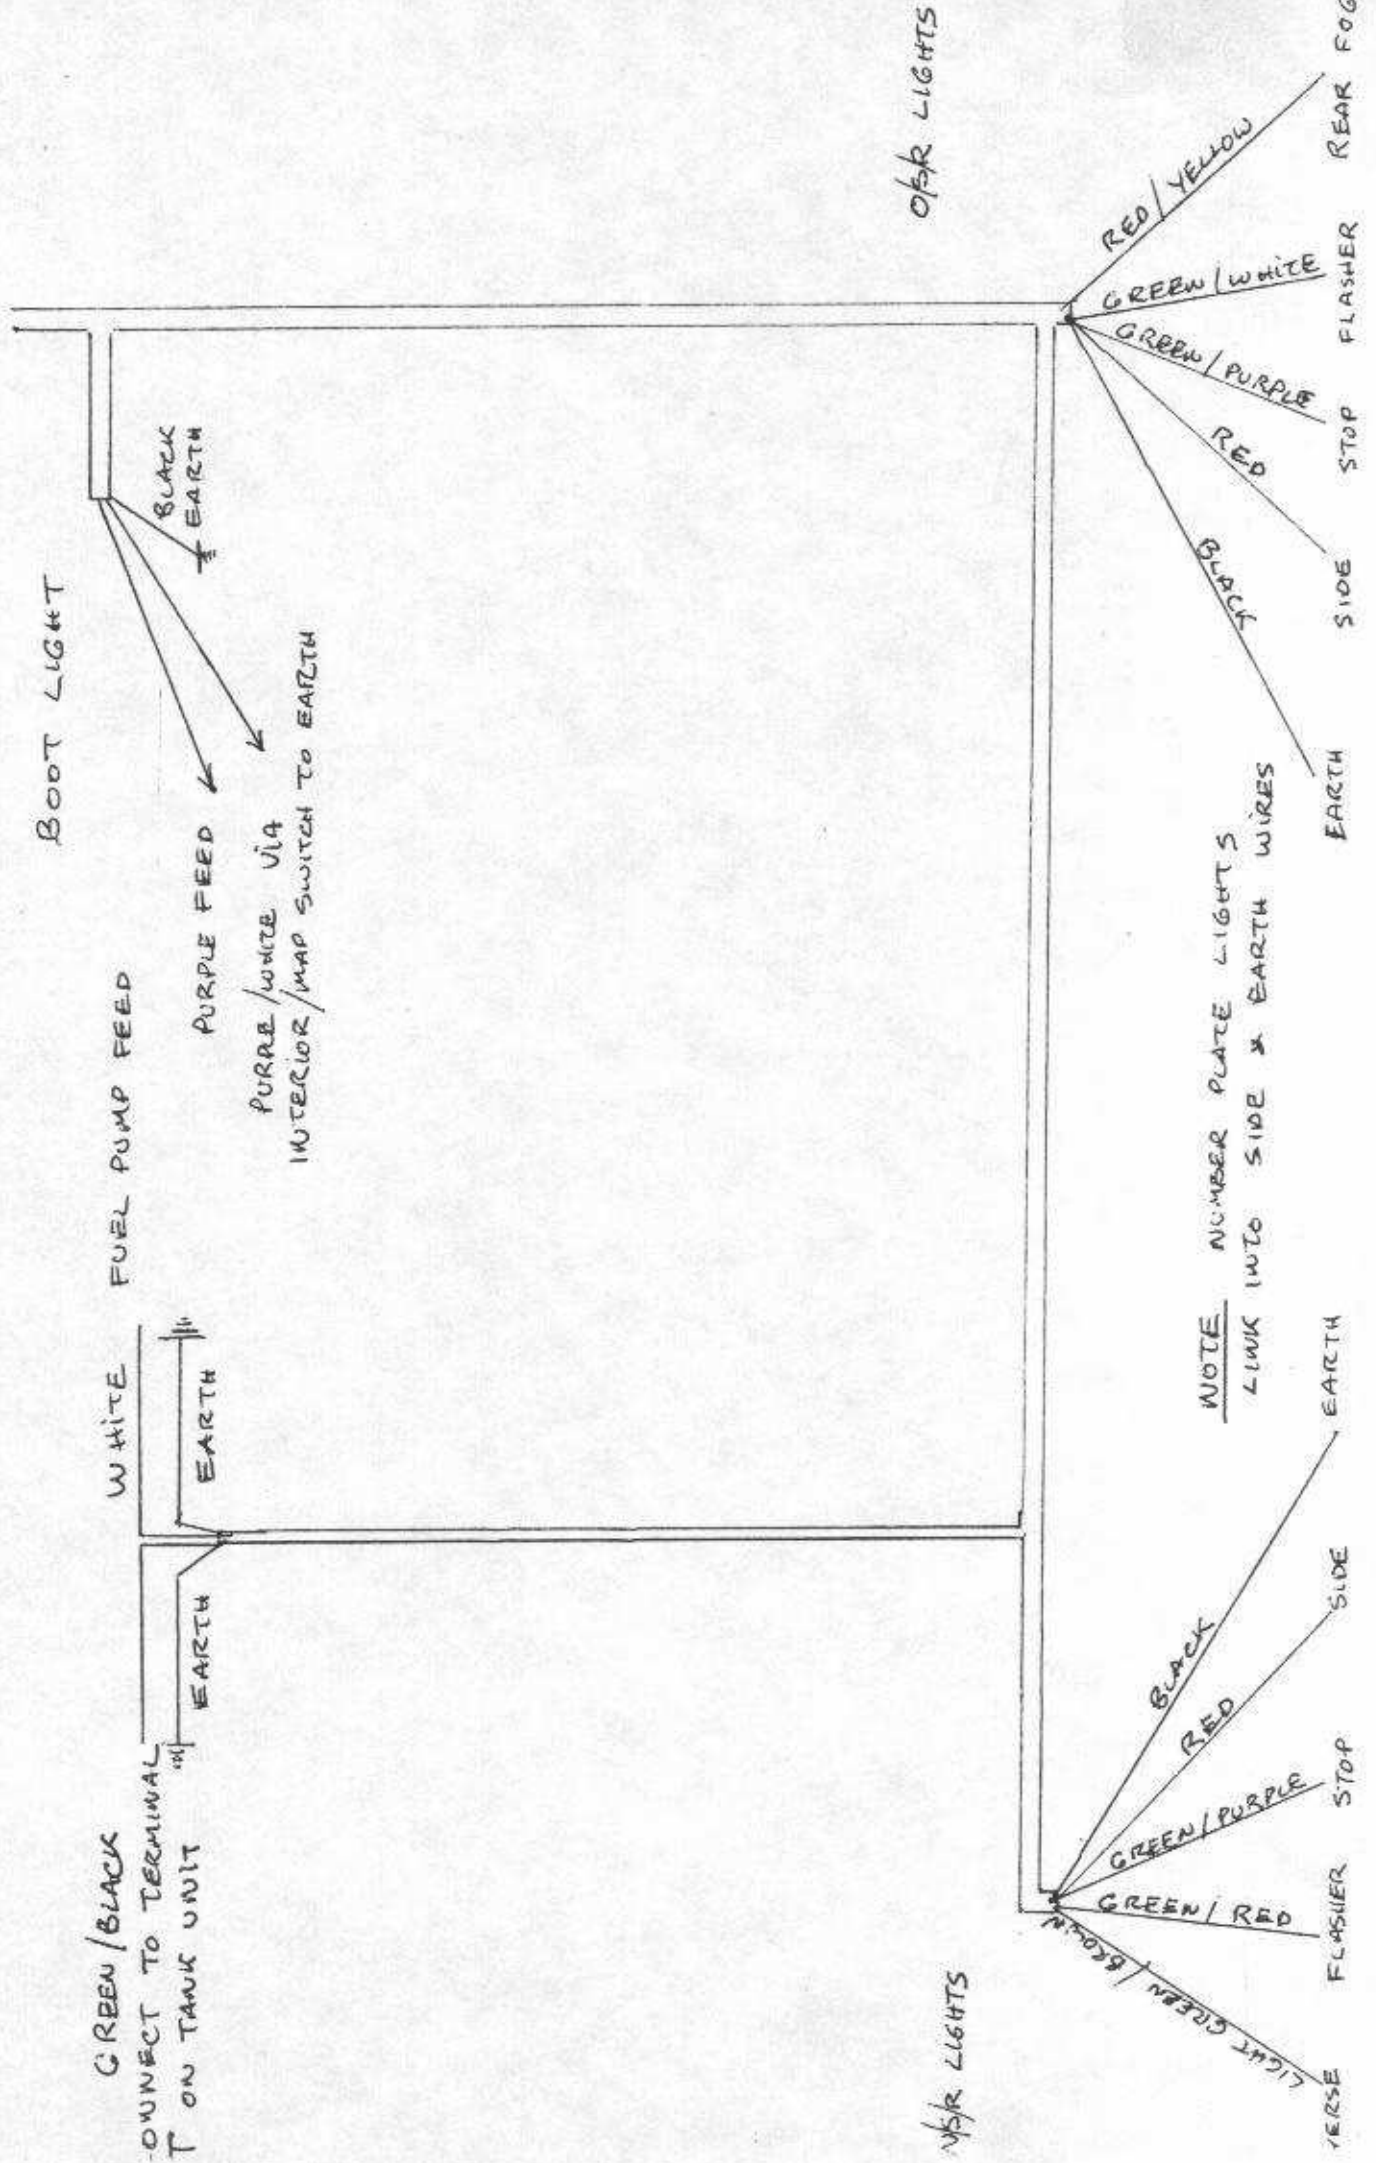 GREEN/BLACK
CONNECT TO TERMINAL
T ON TANK UNIT
EARTH
WHITE FUEL PUMP FEED
EARTH
BOOT LIGHT
PURPLE FEED
BLACK
EARTH
PURPLE/WHITE VIA
INTERIOR/MAP SWITCH TO EARTH
N/S/R LIGHTS
O/S/R LIGHTS
LIGHT GREEN/BROWN
GREEN/RED
GREEN/PURPLE
RED
BLACK
VERSE
FLASHER
STOP
SIDE
EARTH
NOTE NUMBER PLATE LIGHTS
LINK INTO SIDE & EARTH WIRES
BLACK
RED
GREEN/PURPLE
GREEN/WHITE
RED/YELLOW
EARTH
SIDE
STOP
FLASHER
REAR FOG